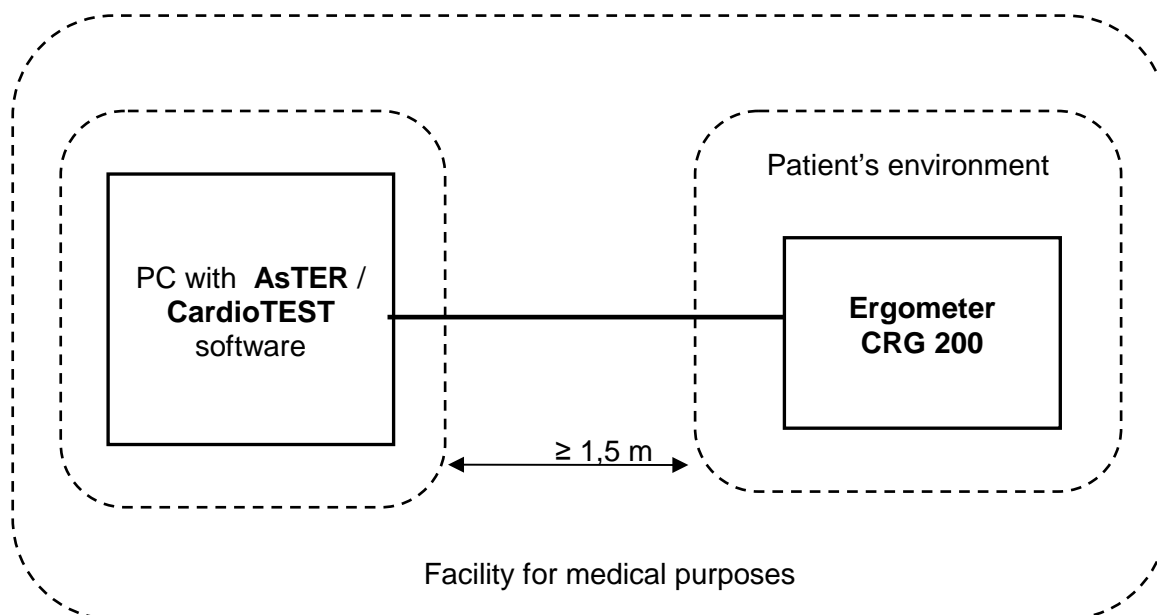 Patient’s environment
PC with AsTER /
CardioTEST
software
Ergometer
CRG 200
≥ 1,5 m
Facility for medical purposes